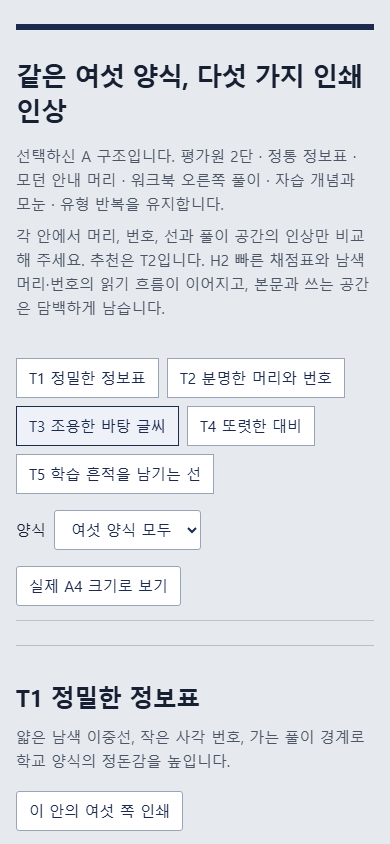 같은 여섯 양식, 다섯 가지 인쇄
인상
선택하신 A 구조입니다. 평가원 2단 · 정통 정보표 ·
모던 안내 머리 · 워크북 오른쪽 풀이 · 자습 개념과
모눈 · 유형 반복을 유지합니다.
각 안에서 머리, 번호, 선과 풀이 공간의 인상만 비교
해 주세요. 추천은 T2입니다. H2 빠른 채점표와 남색
머리·번호의 읽기 흐름이 이어지고, 본문과 쓰는 공간
은 담백하게 남습니다.
T1 정밀한 정보표
T2 분명한 머리와 번호
T3 조용한 바탕 글씨
T4 또렷한 대비
T5 학습 흔적을 남기는 선
양식 여섯 양식 모두
실제 A4 크기로 보기
T1 정밀한 정보표
얇은 남색 이중선, 작은 사각 번호, 가는 풀이 경계로
학교 양식의 정돈감을 높입니다.
이 안의 여섯 쪽 인쇄